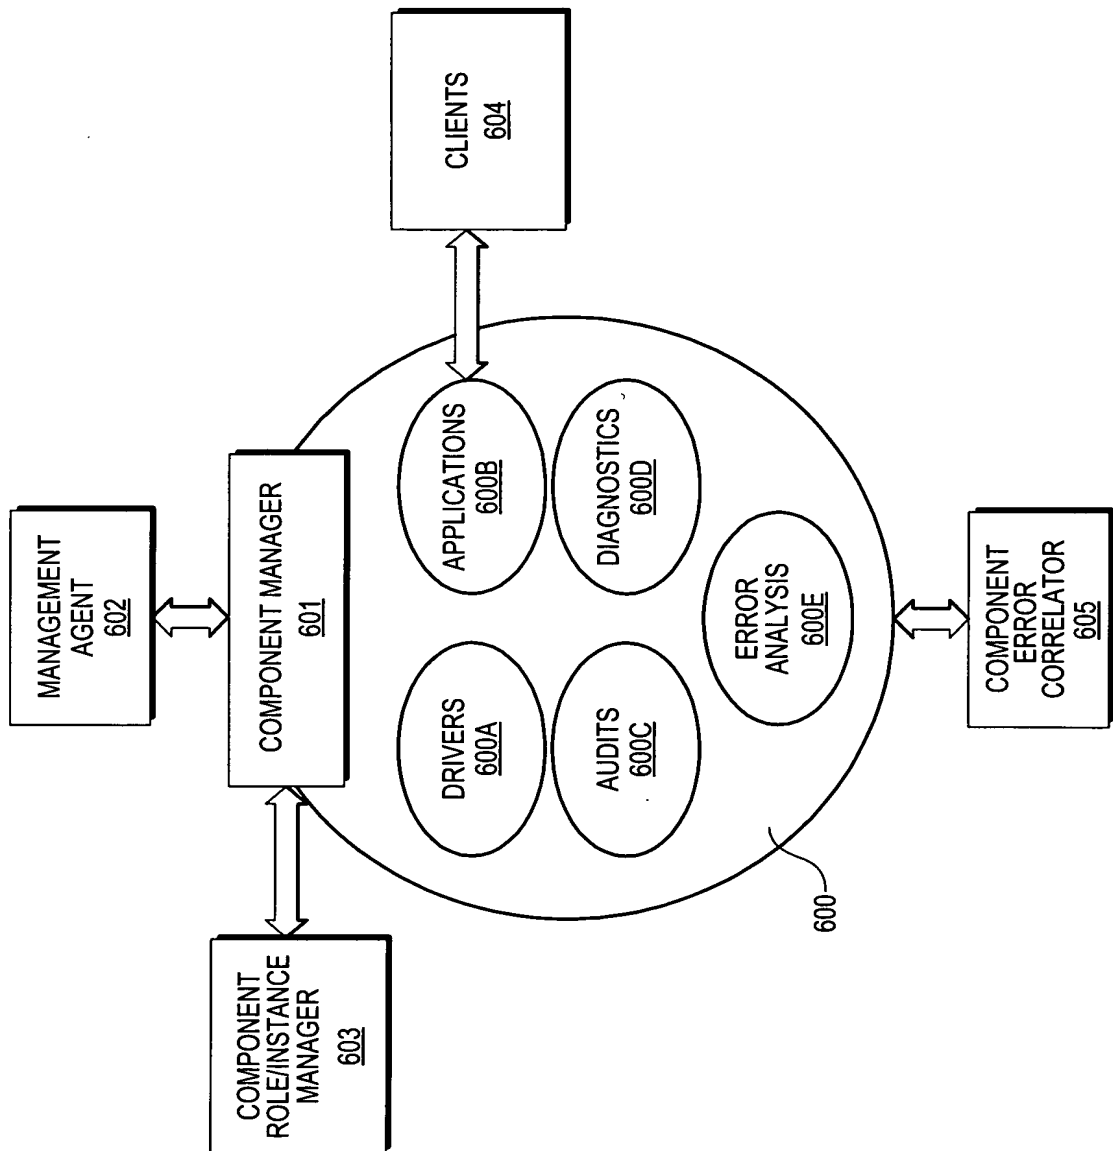 MANAGEMENT
AGENT
602
COMPONENT
ROLE/INSTANCE
MANAGER
603
COMPONENT MANAGER
601
CLIENTS
604
DRIVERS
600A
APPLICATIONS
600B
AUDITS
600C
DIAGNOSTICS
600D
ERROR
ANALYSIS
600E
600
COMPONENT
ERROR
CORRELATOR
605